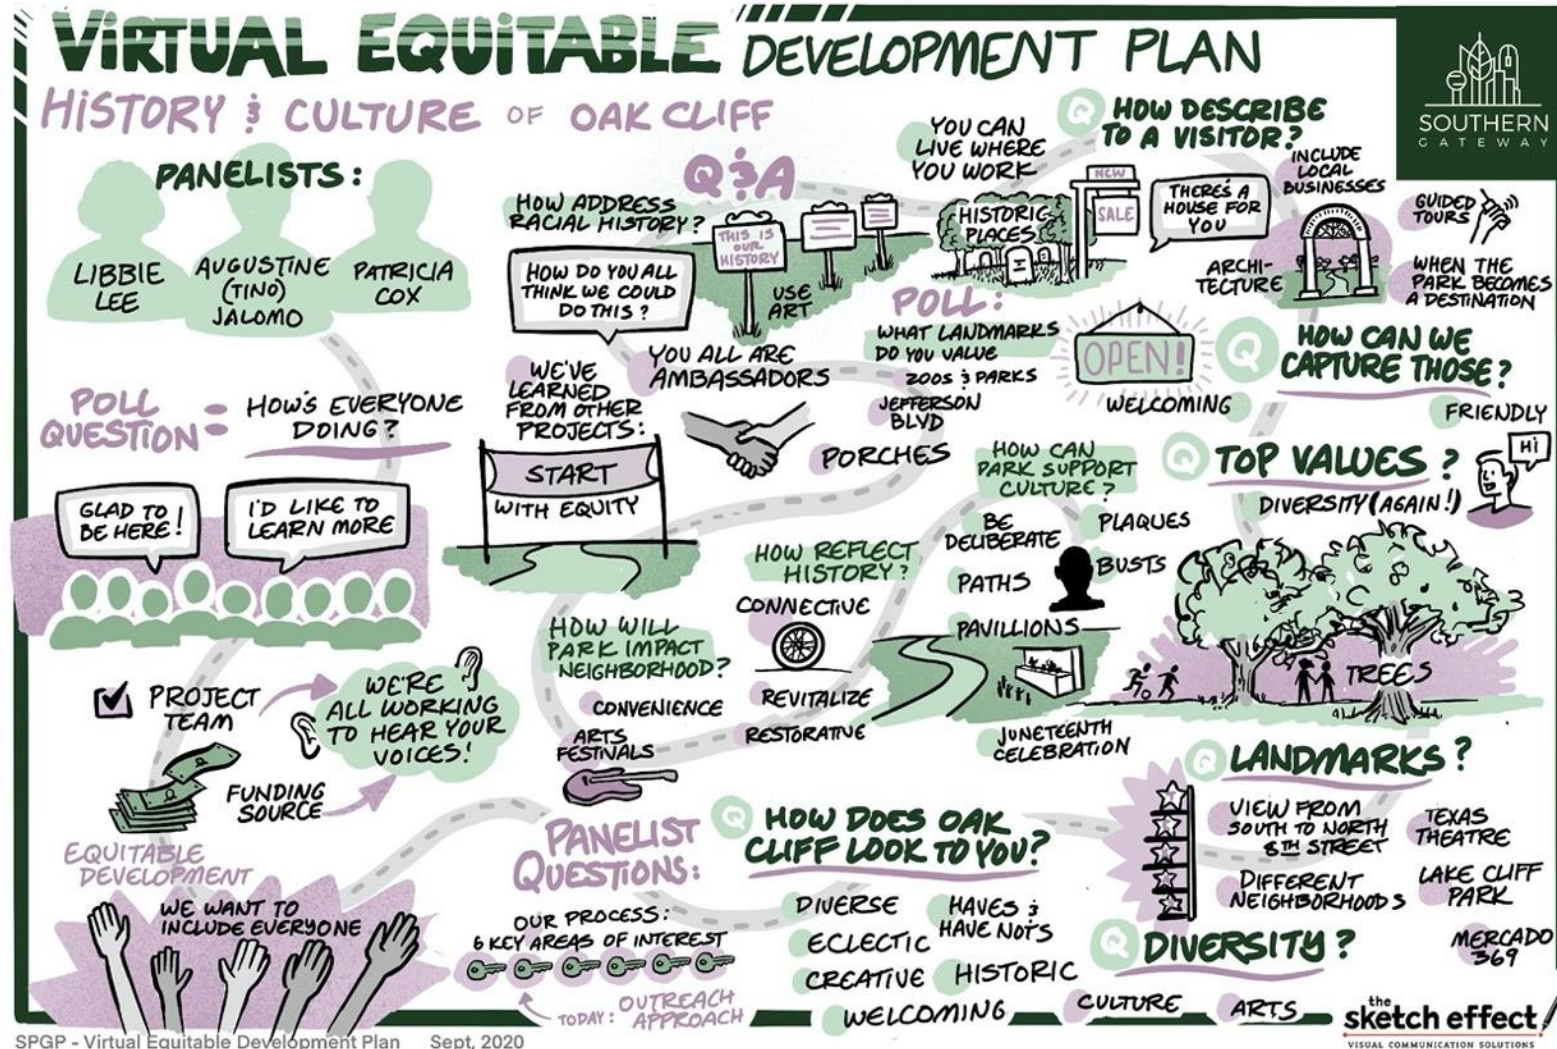 VIRTUAL EQUITABLE DEVELOPMENT PLAN
HISTORY & CULTURE OF OAK CLIFF
SOUTHERN
GATEWAY
PANELISTS:
LIBBIE
LEE
AUGUSTINE
(TINO)
JALOMO
PATRICIA
COX
POLL
QUESTION:
HOW'S EVERYONE
DOING?
GLAD TO
BE HERE!
I'D LIKE TO
LEARN MORE
PROJECT
TEAM
FUNDING
SOURCE
WE'RE
ALL WORKING
TO HEAR YOUR
VOICES!
EQUITABLE
DEVELOPMENT
WE WANT TO
INCLUDE EVERYONE
Q&A
HOW ADDRESS
RACIAL HISTORY?
HOW DO YOU ALL
THINK WE COULD
DO THIS?
THIS IS
OUR
HISTORY
USE
ART
YOU ALL ARE
AMBASSADORS
WE'VE
LEARNED
FROM OTHER
PROJECTS:
START
WITH EQUITY
YOU CAN
LIVE WHERE
YOU WORK
HISTORIC
PLACES
NEW
SALE
POLL:
WHAT LANDMARKS
DO YOU VALUE
ZOOS & PARKS
JEFFERSON
BLVD
PORCHES
OPEN!
WELCOMING
Q HOW DESCRIBE
TO A VISITOR?
THERE'S A
HOUSE FOR
YOU
INCLUDE
LOCAL
BUSINESSES
ARCHI-
TECTURE
GUIDED
TOURS
WHEN THE
PARK BECOMES
A DESTINATION
Q HOW CAN WE
CAPTURE THOSE?
FRIENDLY
HI
Q TOP VALUES?
DIVERSITY (AGAIN!)
TREES
HOW CAN
PARK SUPPORT
CULTURE?
BE
DELIBERATE
PLAQUES
BUSTS
PATHS
PAVILLIONS
JUNETEENTH
CELEBRATION
HOW REFLECT
HISTORY?
CONNECTIVE
REVITALIZE
RESTORATIVE
HOW WILL
PARK IMPACT
NEIGHBORHOOD?
CONVENIENCE
ARTS
FESTIVALS
PANELIST
QUESTIONS:
OUR PROCESS:
6 KEY AREAS OF INTEREST
TODAY: OUTREACH
APPROACH
Q HOW DOES OAK
CLIFF LOOK TO YOU?
DIVERSE
ECLECTIC
CREATIVE
WELCOMING
HAVES &
HAVE NOTS
HISTORIC
Q LANDMARKS?
VIEW FROM
SOUTH TO NORTH
8TH STREET
DIFFERENT
NEIGHBORHOODS
TEXAS
THEATRE
LAKE CLIFF
PARK
MERCADO
369
Q DIVERSITY?
CULTURE
ARTS
the
sketch effect
VISUAL COMMUNICATION SOLUTIONS
SPGP - Virtual Equitable Development Plan Sept, 2020